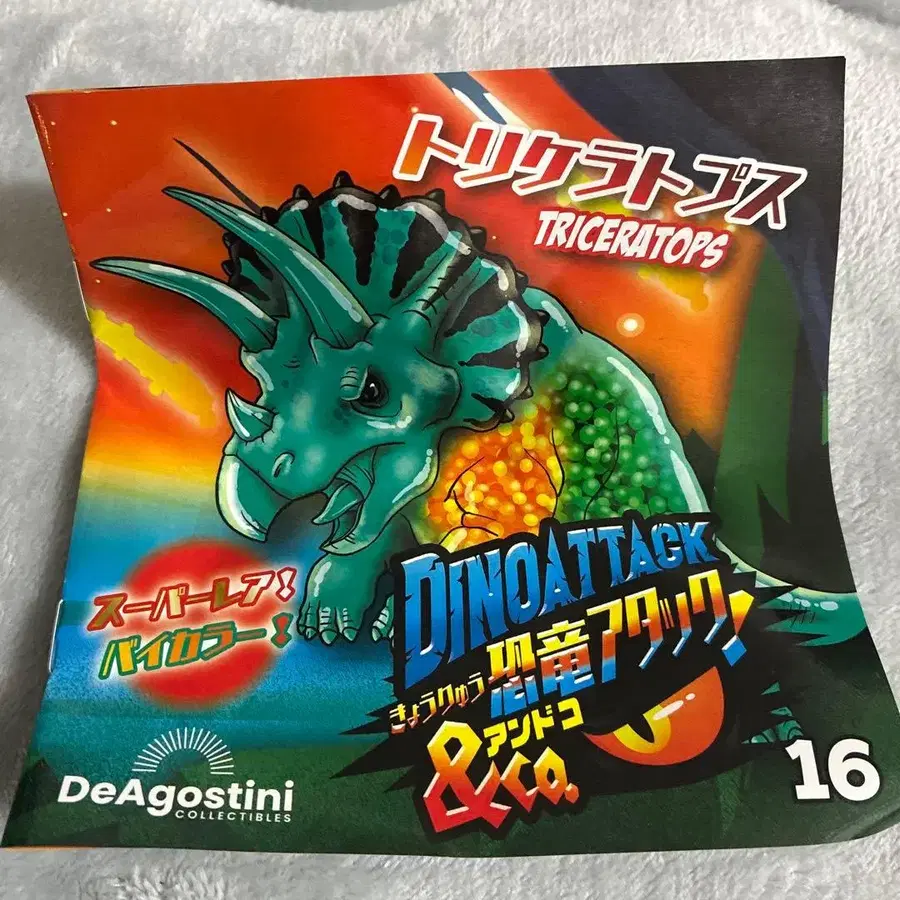 トリケラトプス
TRICERATOPS
スーパーレア!
バイカラー!
DINOATTACK
きょうりゅう
恐竜アタック!
アンドコ
&Co.
DeAgostini
COLLECTIBLES
16